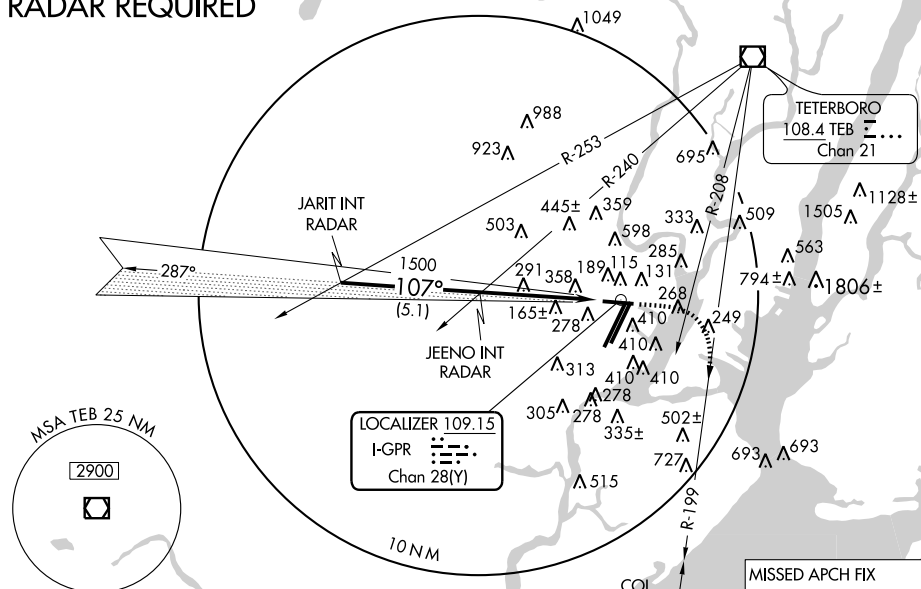 RADAR REQUIRED
1049
988
923
695
TETERBORO
108.4 TEB
Chan 21
R-253
R-240
R-208
1128±
1505
JARIT INT
RADAR
503
445±
359
598
333
509
563
794±
1806±
285
287°
1500
107°
(5.1)
291
358
189
115
131
268
165±
278
410
249
410
JEENO INT
RADAR
313
410
410
278
305
278
335±
502±
LOCALIZER 109.15
I-GPR
Chan 28(Y)
727
693
693
515
MSA TEB 25 NM
2900
R-199
10 NM
MISSED APCH FIX